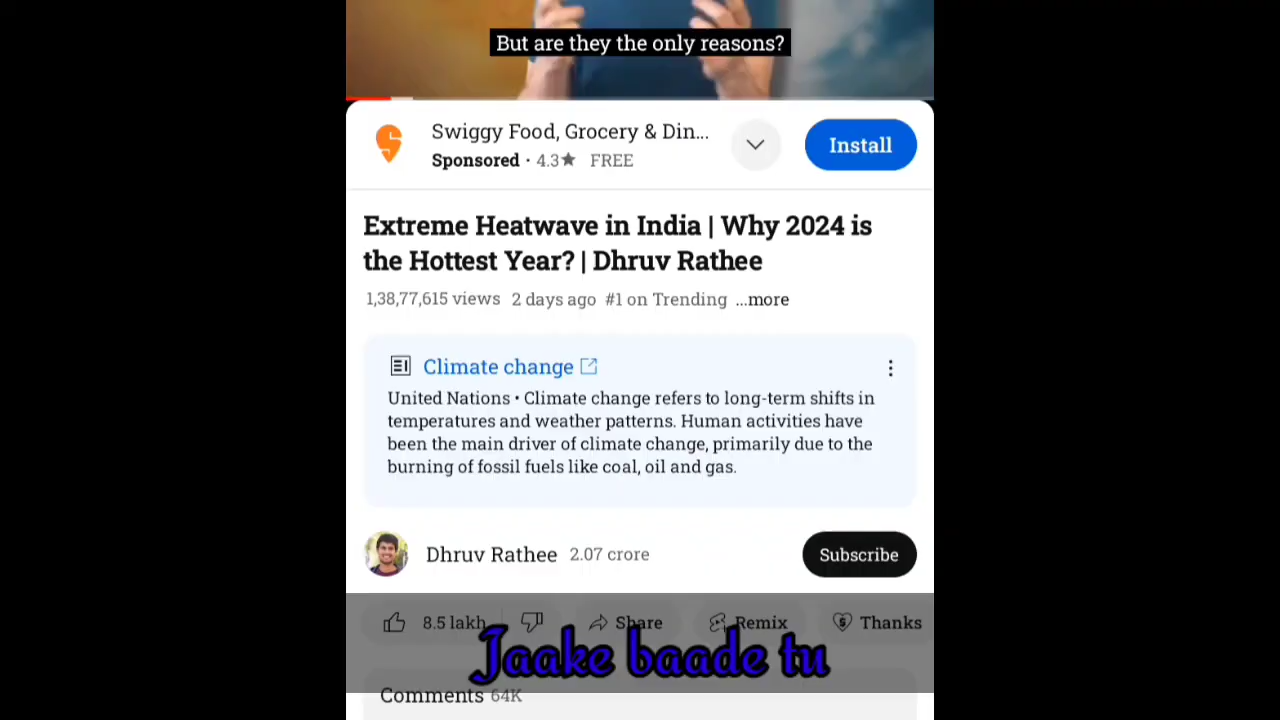 But are they the only reasons?
Swiggy Food, Grocery & Din...
Sponsored · 4.3★ FREE
Install
Extreme Heatwave in India | Why 2024 is
the Hottest Year? | Dhruv Rathee
1,38,77,615 views 2 days ago #1 on Trending ...more
Climate change
United Nations • Climate change refers to long-term shifts in
temperatures and weather patterns. Human activities have
been the main driver of climate change, primarily due to the
burning of fossil fuels like coal, oil and gas.
Dhruv Rathee 2.07 crore
Subscribe
8.5 lakh Share Remix Thanks
Jaake baade tu
Comments 64K